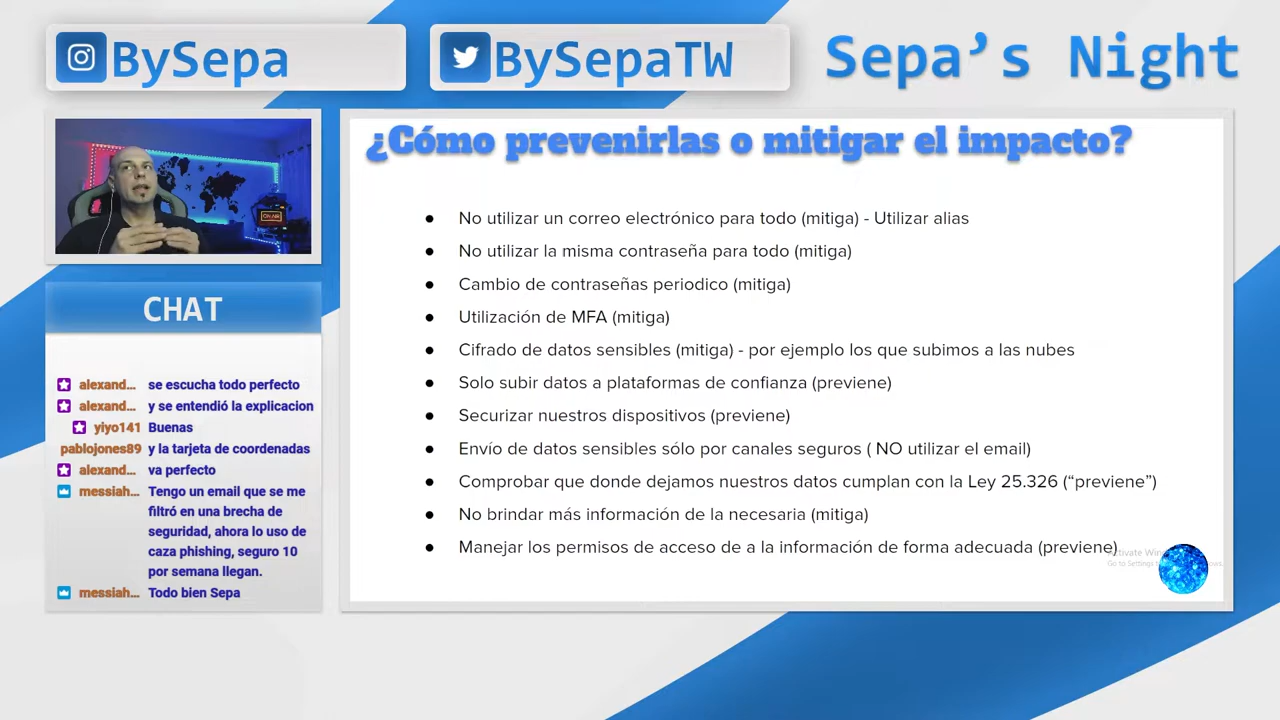 BySepa
BySepaTW
Sepa's Night
ON AIR
¿Cómo prevenirlas o mitigar el impacto?
● No utilizar un correo electrónico para todo (mitiga) - Utilizar alias
● No utilizar la misma contraseña para todo (mitiga)
● Cambio de contraseñas periodico (mitiga)
● Utilización de MFA (mitiga)
● Cifrado de datos sensibles (mitiga) - por ejemplo los que subimos a las nubes
● Solo subir datos a plataformas de confianza (previene)
● Securizar nuestros dispositivos (previene)
● Envío de datos sensibles sólo por canales seguros ( NO utilizar el email)
● Comprobar que donde dejamos nuestros datos cumplan con la Ley 25.326 (“previene”)
● No brindar más información de la necesaria (mitiga)
● Manejar los permisos de acceso de a la información de forma adecuada (previene)
Activate Win
Go to Settings t
CHAT
alexand... se escucha todo perfecto
alexand... y se entendió la explicacion
yiyo141 Buenas
pablojones89 y la tarjeta de coordenadas
alexand... va perfecto
messiah... Tengo un email que se me
filtró en una brecha de
seguridad, ahora lo uso de
caza phishing, seguro 10
por semana llegan.
messiah... Todo bien Sepa